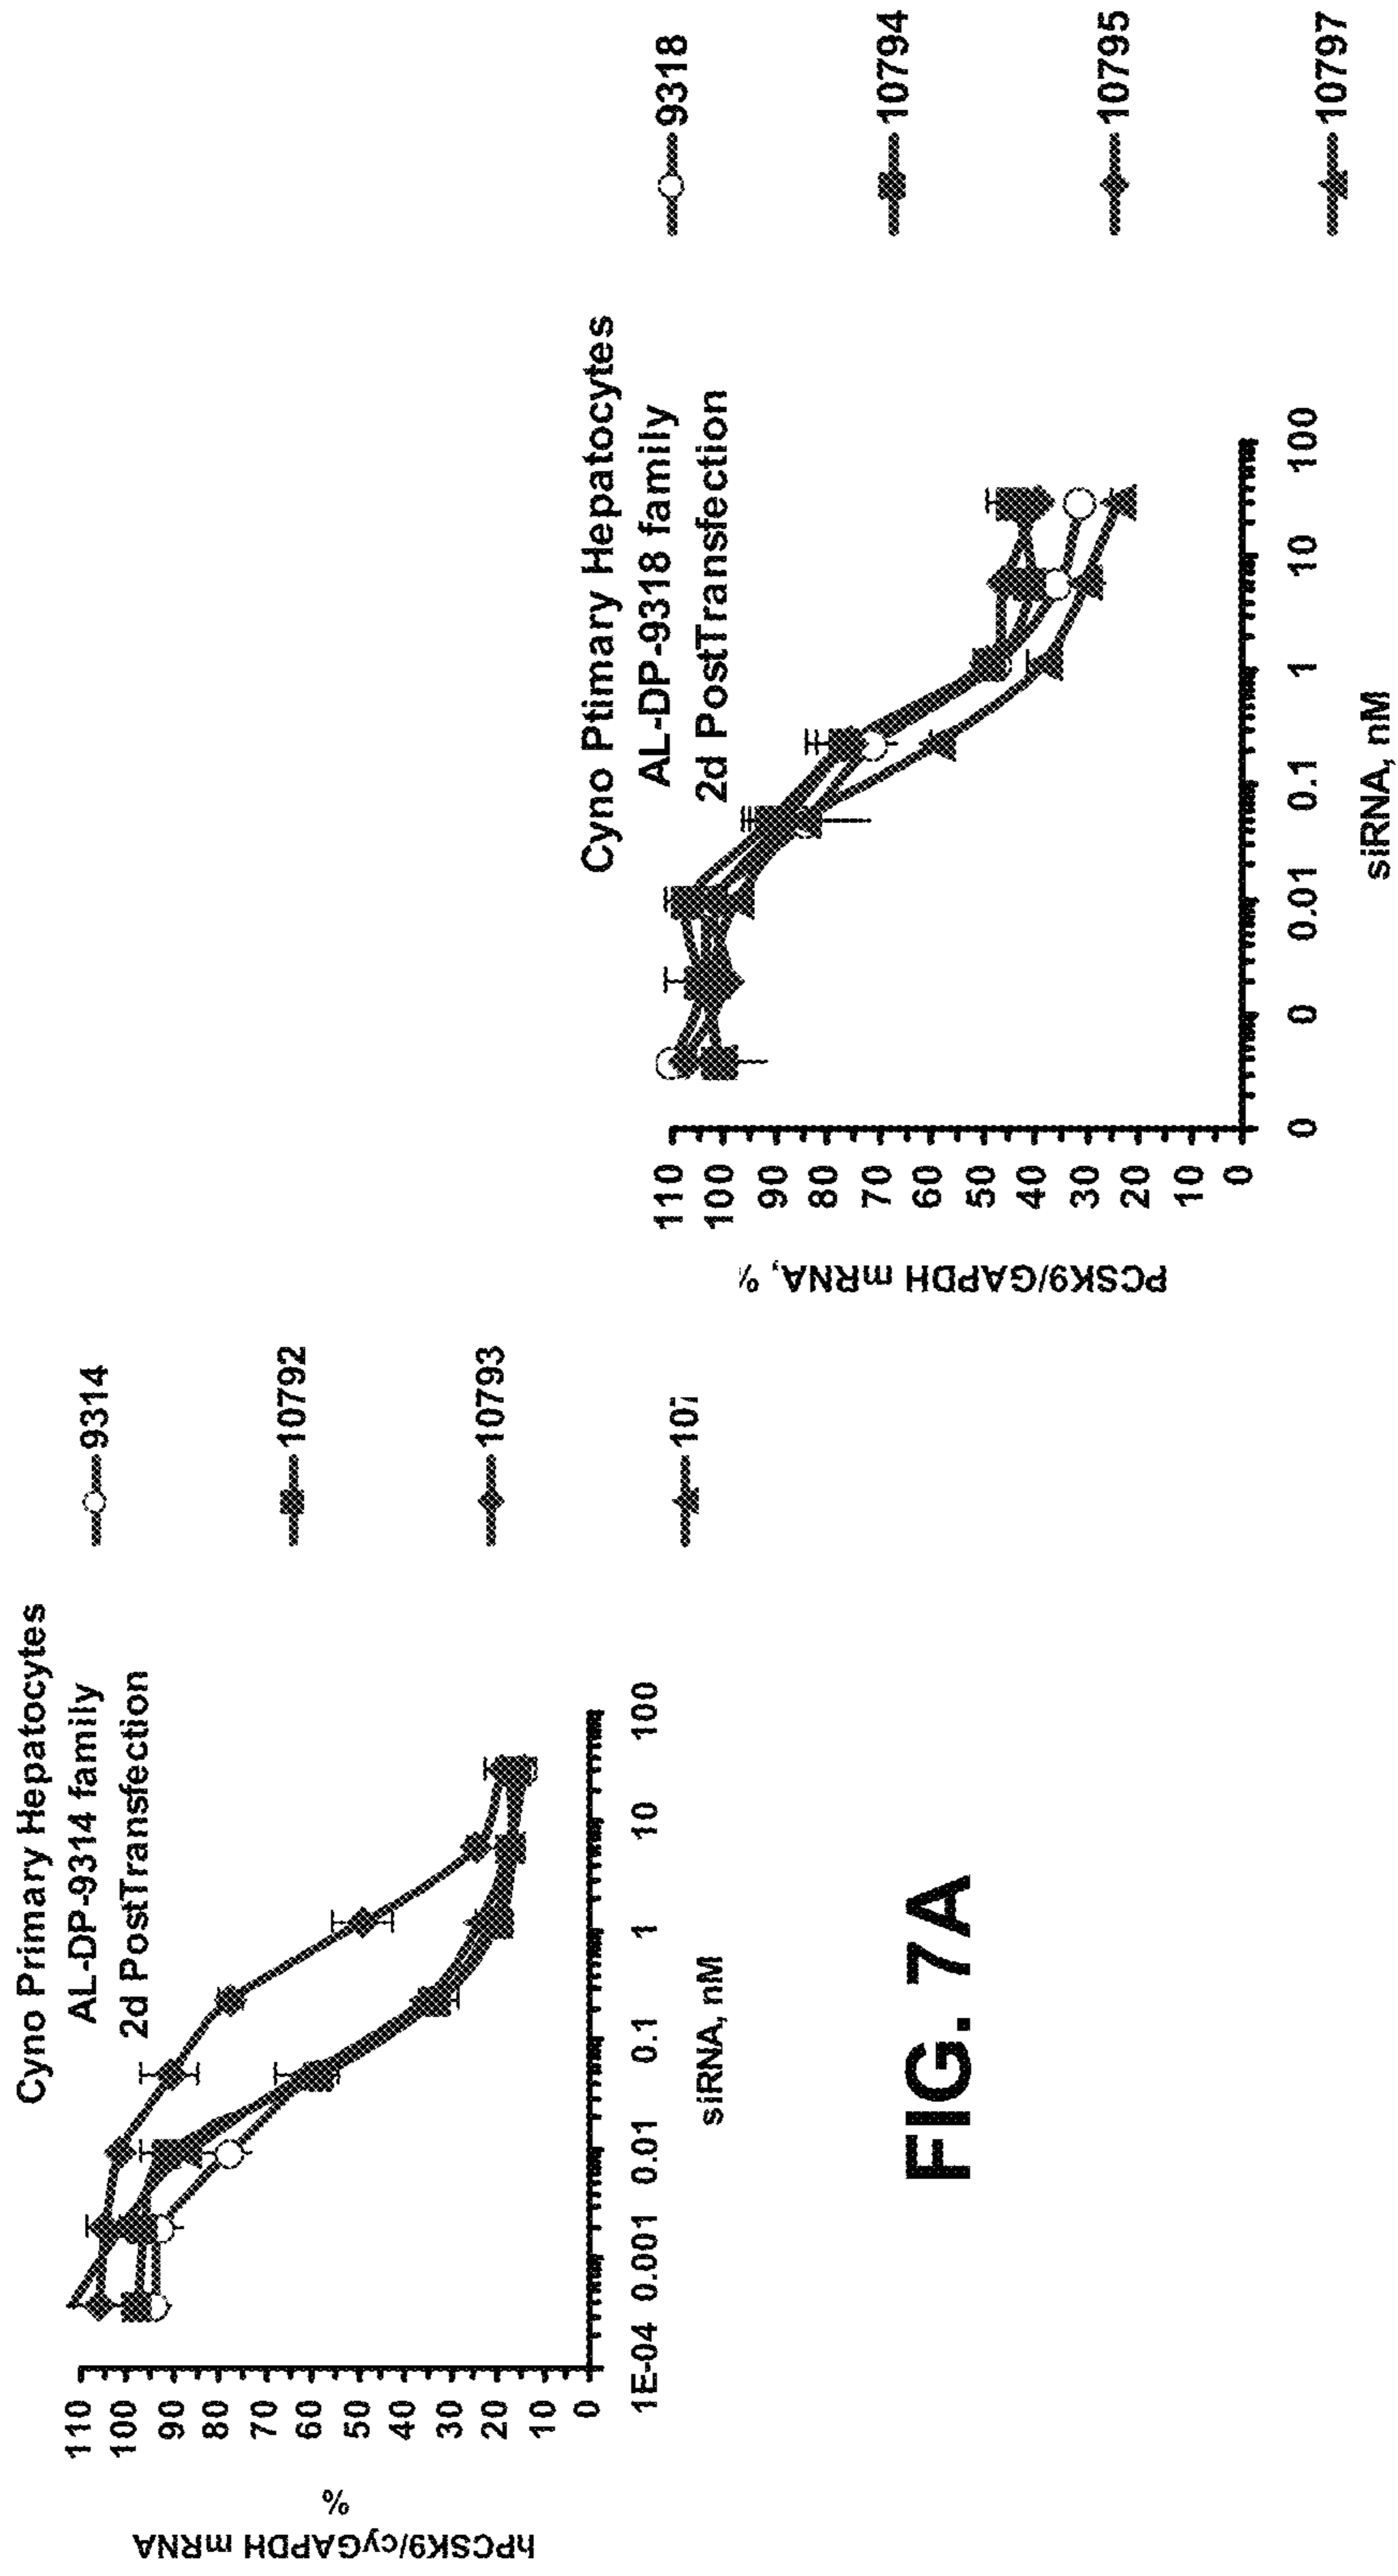 Cyno Primary Hepatocytes
AL-DP-9314 family
2d PostTransfection
hPCSK9/cyGAPDH mRNA
%
110
100
90
80
70
60
50
40
30
20
10
0
1E-04 0.001 0.01 0.1 1 10 100
siRNA, nM
9314
10792
10793
107
Cyno Ptimary Hepatocytes
AL-DP-9318 family
2d PostTransfection
PCSK9/GAPDH mRNA, %
110
100
90
80
70
60
50
40
30
20
10
0
0 0 0.01 0.1 1 10 100
siRNA, nM
9318
10794
10795
10797
FIG. 7A